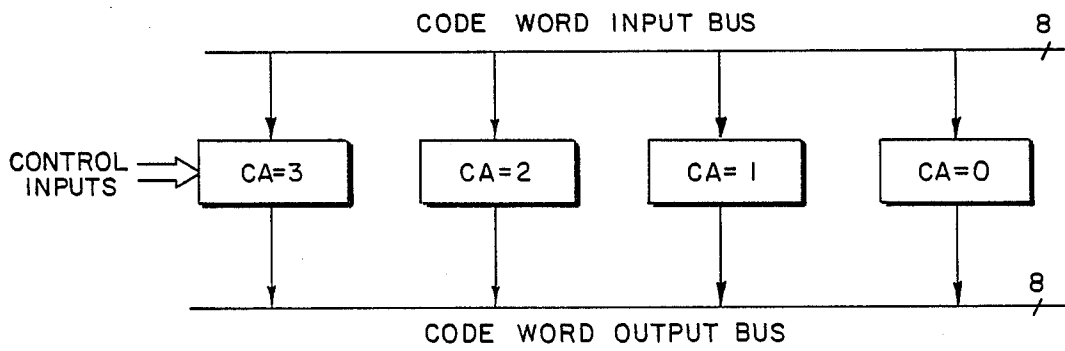 CODE WORD INPUT BUS
8
CONTROL
INPUTS
CA=3
CA=2
CA=1
CA=0
8
CODE WORD OUTPUT BUS